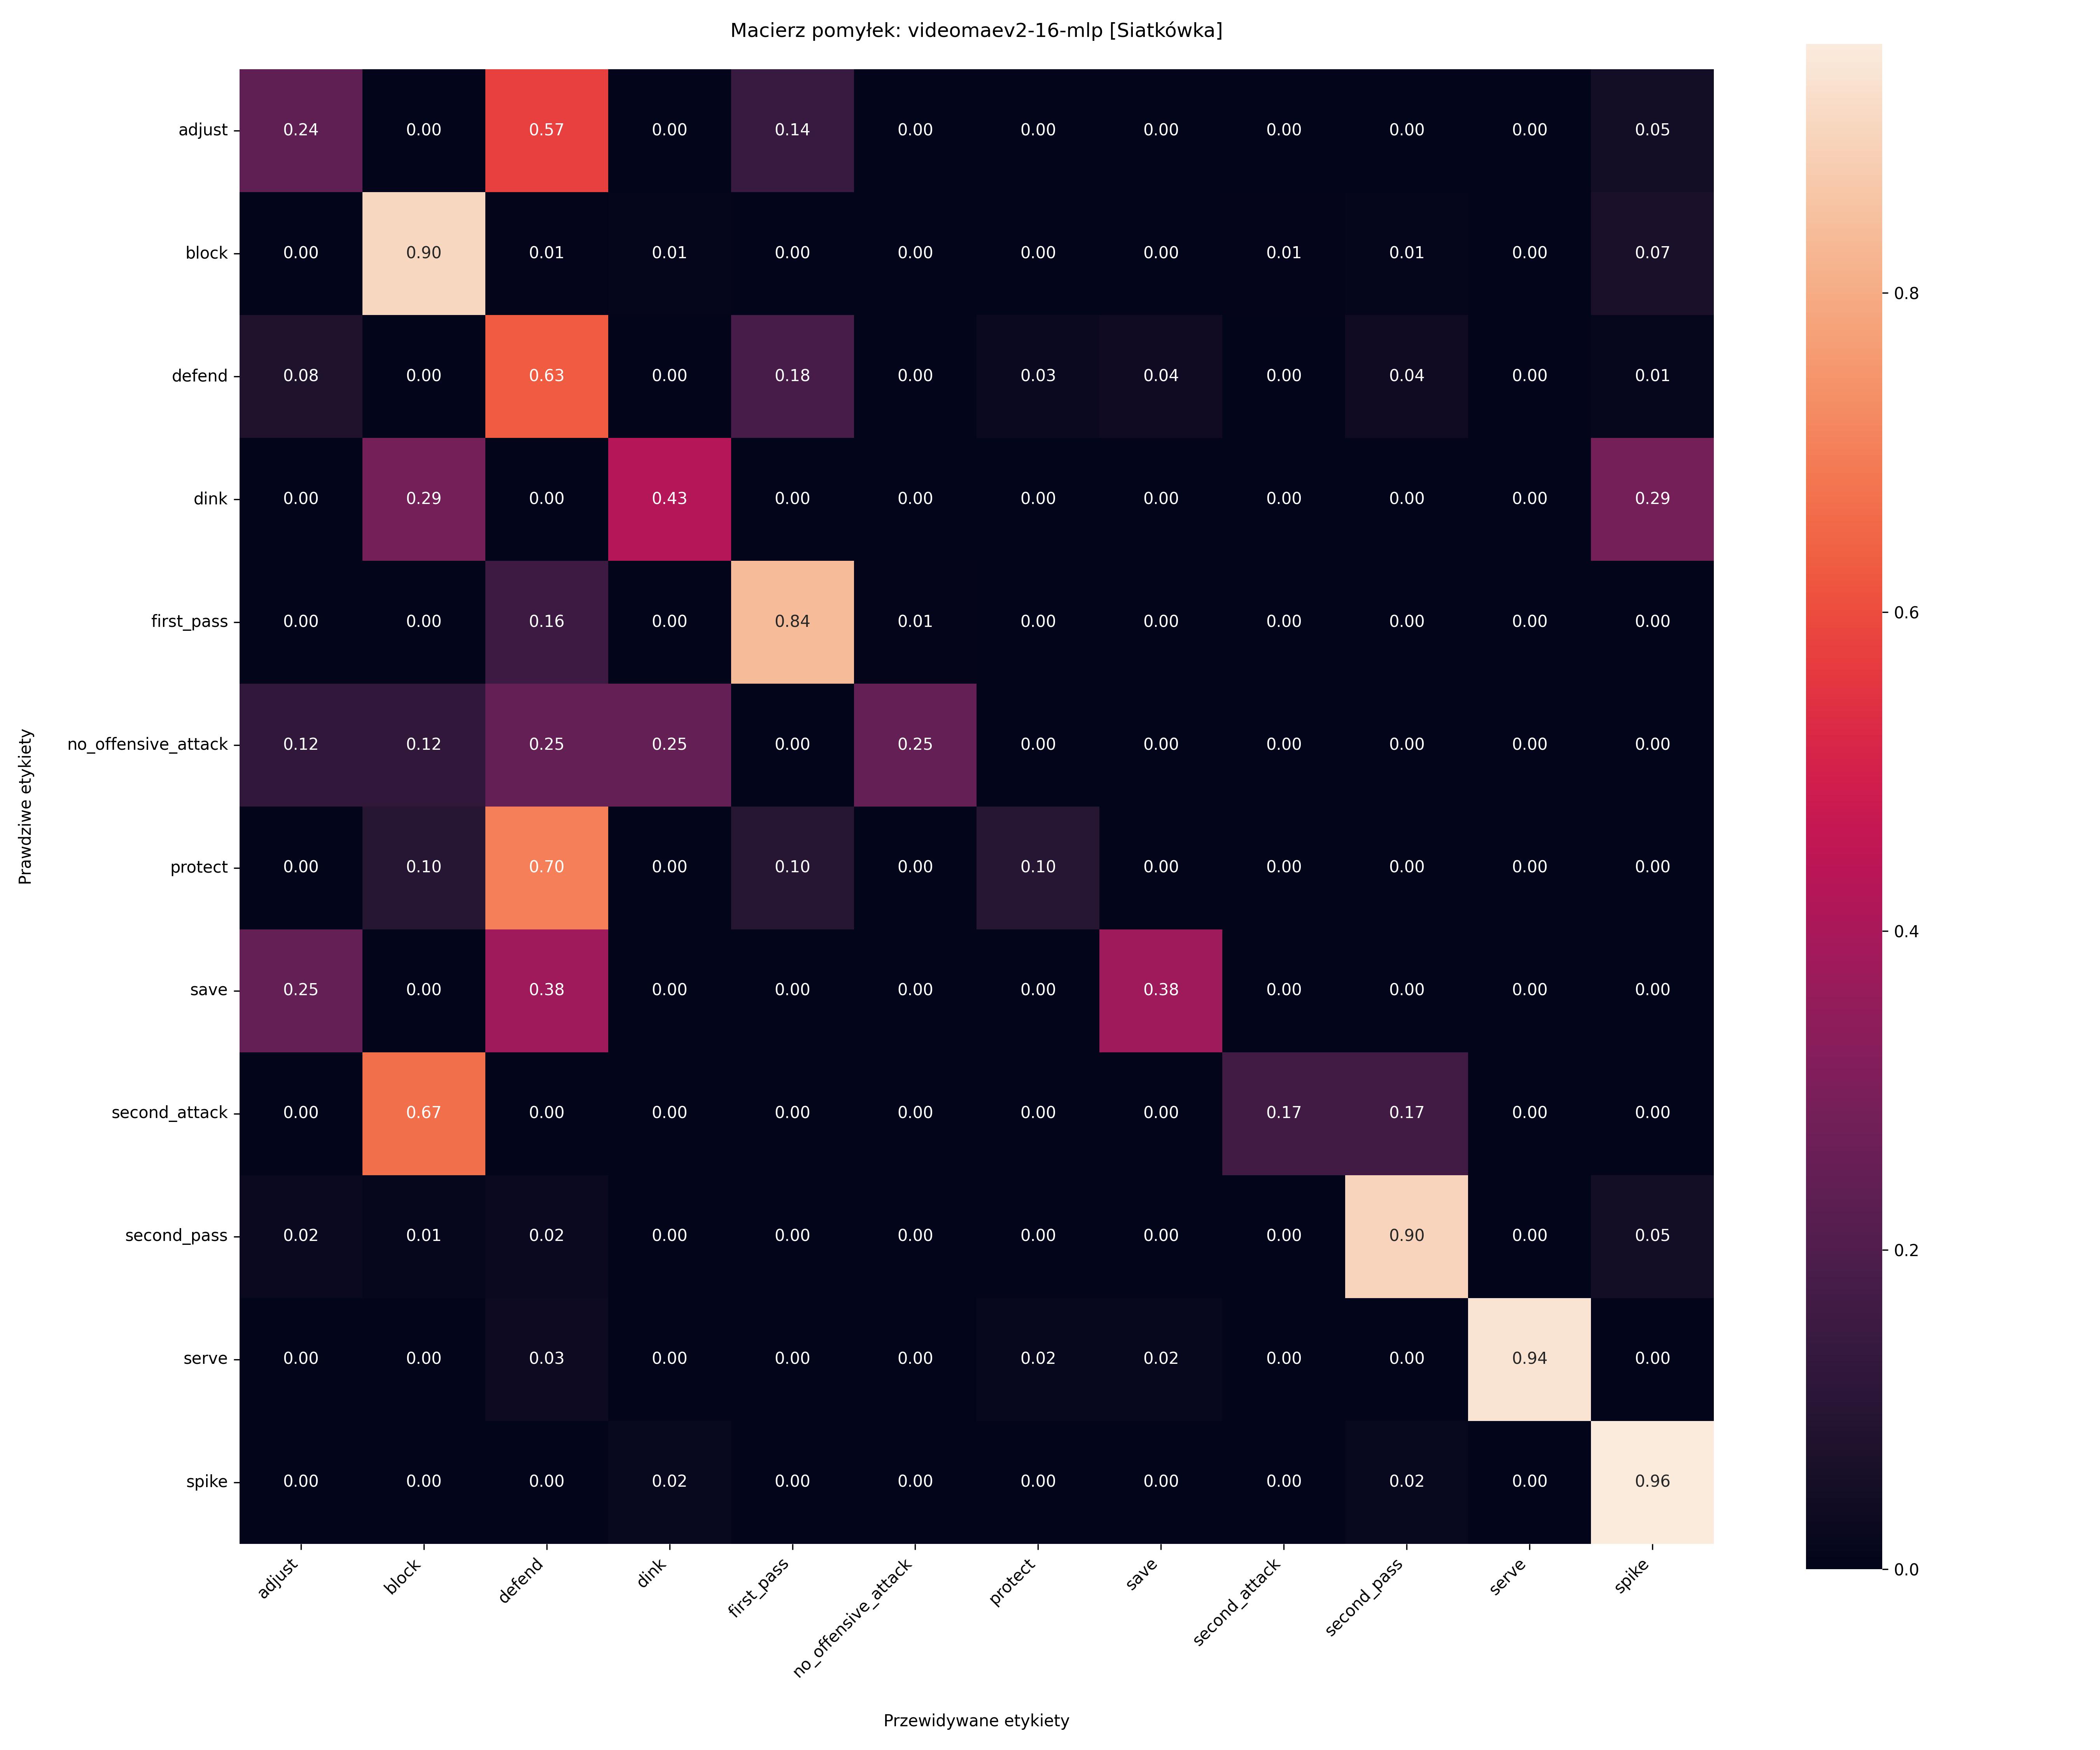 Macierz pomyłek: videomaev2-16-mlp [Siatkówka]
adjust 0.24 0.00 0.57 0.00 0.14 0.00 0.00 0.00 0.00 0.00 0.00 0.05
block 0.00 0.90 0.01 0.01 0.00 0.00 0.00 0.00 0.01 0.01 0.00 0.07
0.8
defend 0.08 0.00 0.63 0.00 0.18 0.00 0.03 0.04 0.00 0.04 0.00 0.01
dink 0.00 0.29 0.00 0.43 0.00 0.00 0.00 0.00 0.00 0.00 0.00 0.29
first_pass 0.00 0.00 0.16 0.00 0.84 0.01 0.00 0.00 0.00 0.00 0.00 0.00
0.6
no_offensive_attack 0.12 0.12 0.25 0.25 0.00 0.25 0.00 0.00 0.00 0.00 0.00 0.00
Prawdziwe etykiety
protect 0.00 0.10 0.70 0.00 0.10 0.00 0.10 0.00 0.00 0.00 0.00 0.00
0.4
save 0.25 0.00 0.38 0.00 0.00 0.00 0.00 0.38 0.00 0.00 0.00 0.00
second_attack 0.00 0.67 0.00 0.00 0.00 0.00 0.00 0.00 0.17 0.17 0.00 0.00
second_pass 0.02 0.01 0.02 0.00 0.00 0.00 0.00 0.00 0.00 0.90 0.00 0.05
0.2
serve 0.00 0.00 0.03 0.00 0.00 0.00 0.02 0.02 0.00 0.00 0.94 0.00
spike 0.00 0.00 0.00 0.02 0.00 0.00 0.00 0.00 0.00 0.02 0.00 0.96
0.0
adjust block defend dink first_pass no_offensive_attack protect save second_attack second_pass serve spike
Przewidywane etykiety